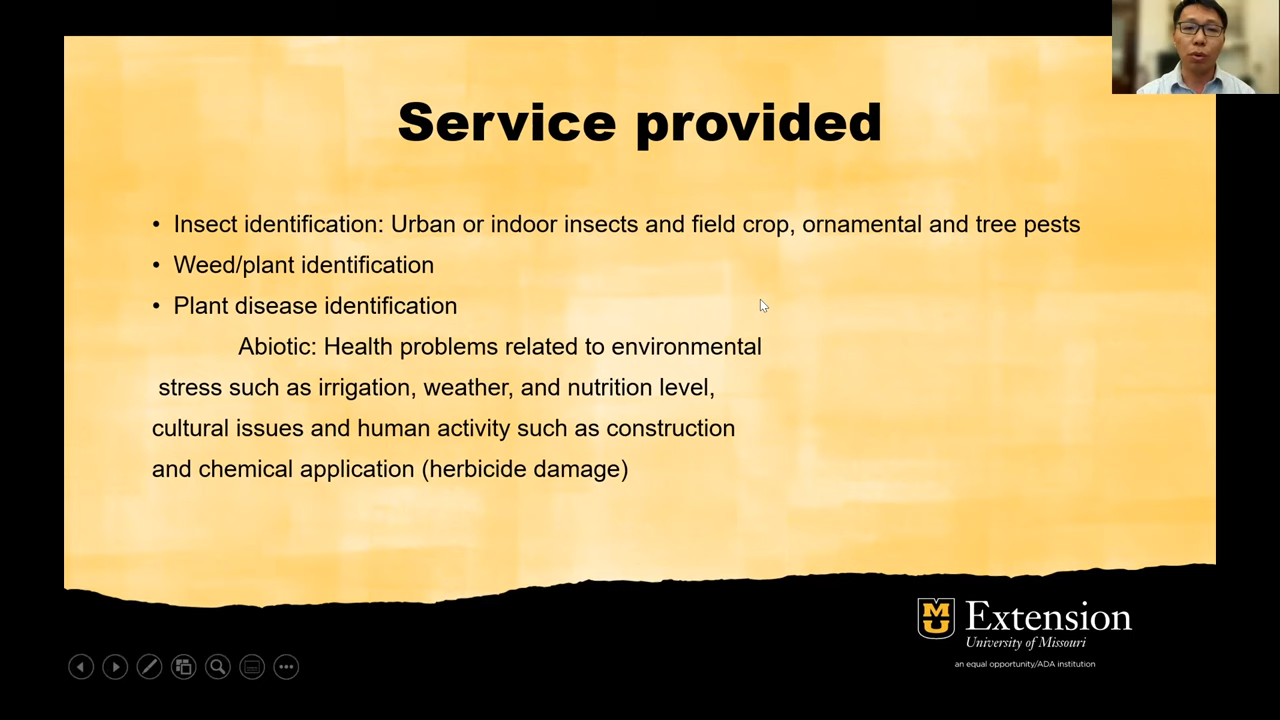 Service provided
• Insect identification: Urban or indoor insects and field crop, ornamental and tree pests
• Weed/plant identification
• Plant disease identification
Abiotic: Health problems related to environmental
stress such as irrigation, weather, and nutrition level,
cultural issues and human activity such as construction
and chemical application (herbicide damage)
MU Extension
University of Missouri
an equal opportunity/ADA institution